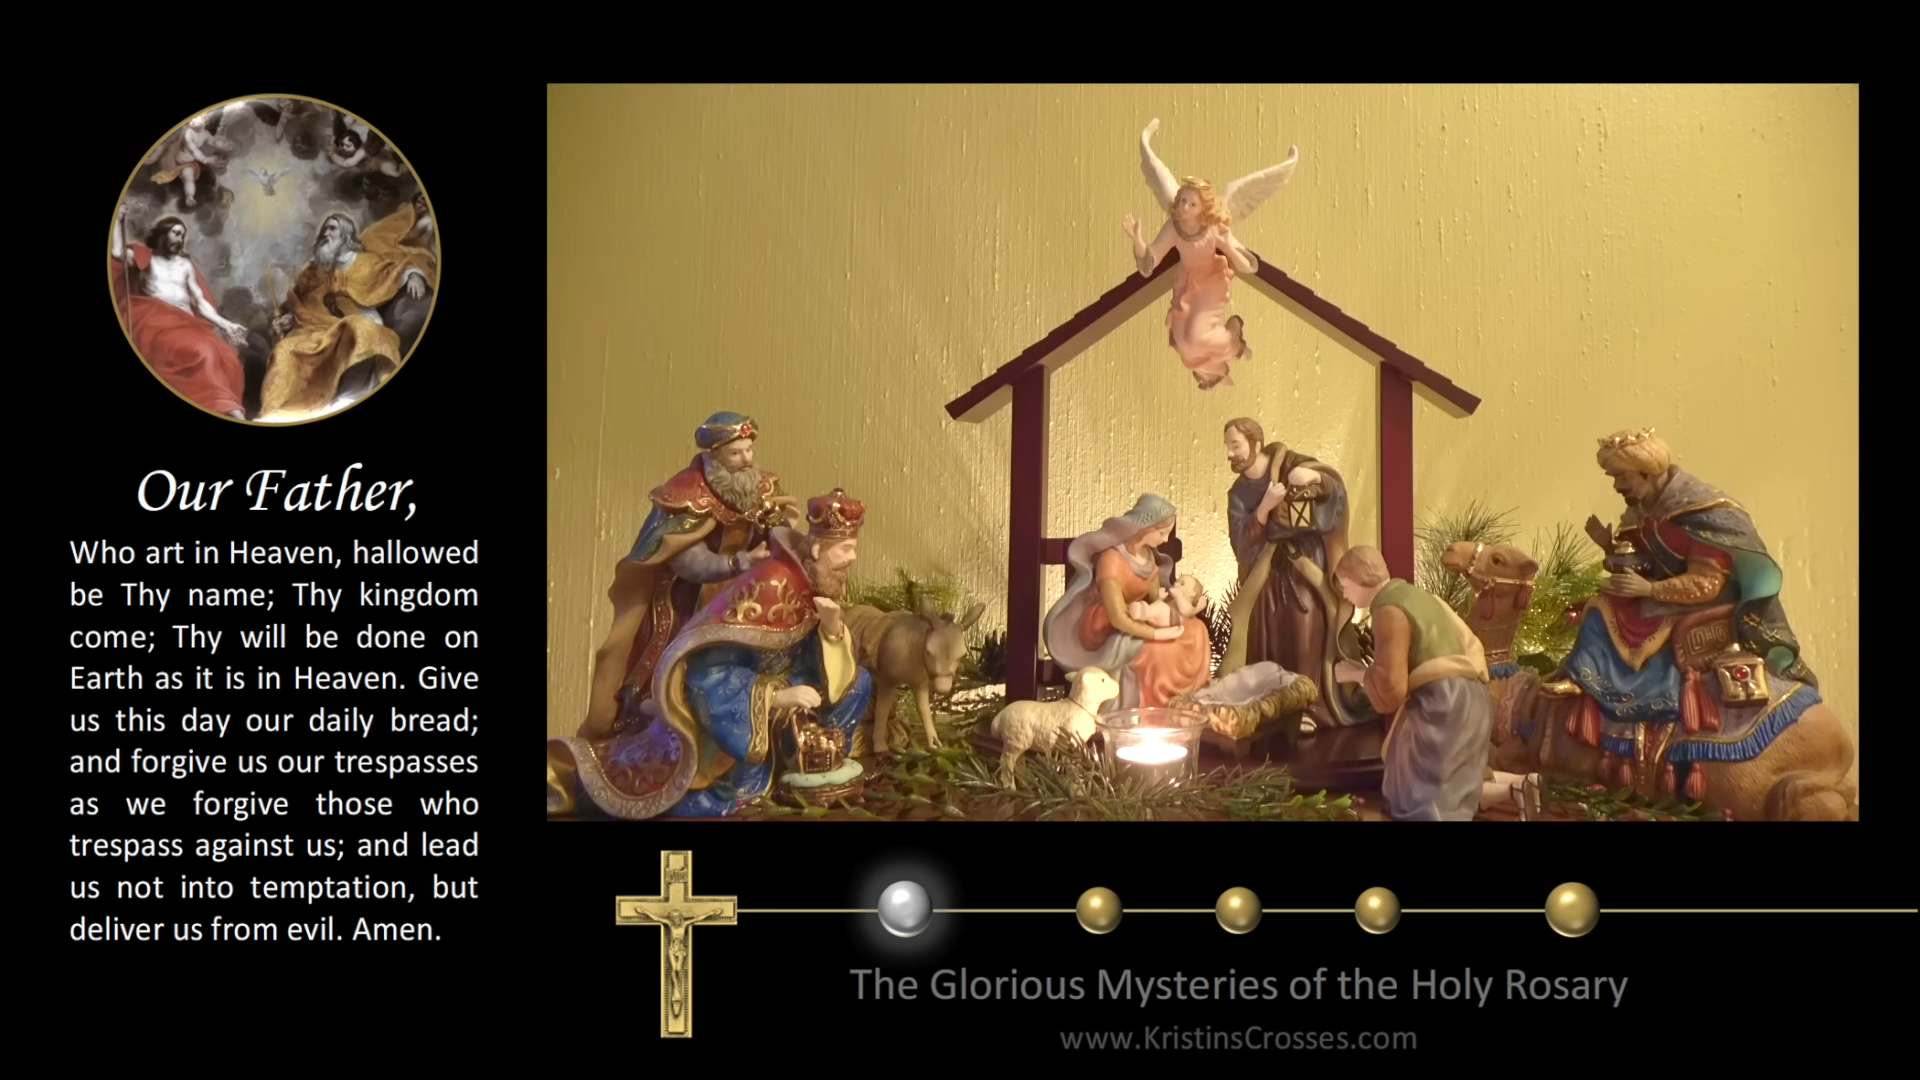 Our Father,
Who art in Heaven, hallowed
be Thy name; Thy kingdom
come; Thy will be done on
Earth as it is in Heaven. Give
us this day our daily bread;
and forgive us our trespasses
as we forgive those who
trespass against us; and lead
us not into temptation, but
deliver us from evil. Amen.
The Glorious Mysteries of the Holy Rosary
www.KristinsCrosses.com